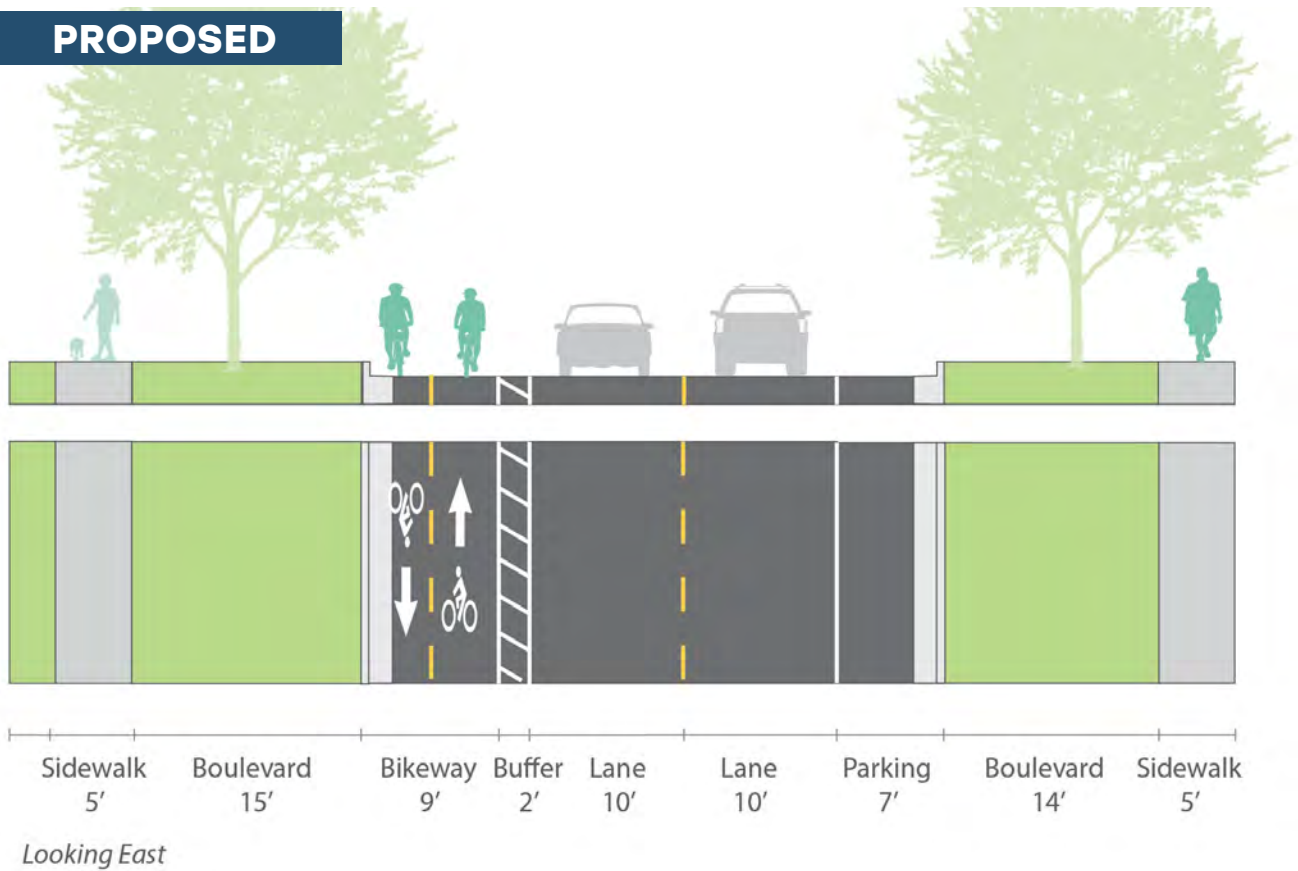 PROPOSED
Sidewalk Boulevard Bikeway Buffer Lane Lane Parking Boulevard Sidewalk
5′ 15′ 9′ 2′ 10′ 10′ 7′ 14′ 5′
Looking East